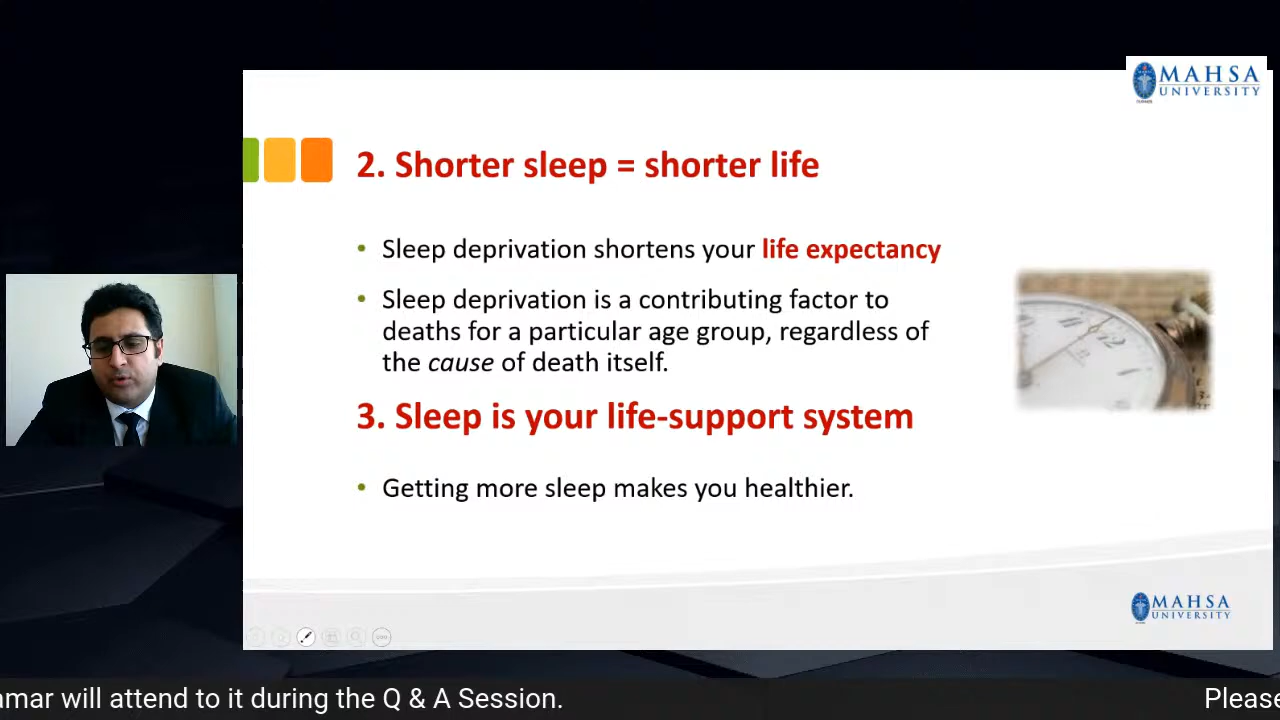 MAHSA
UNIVERSITY
2. Shorter sleep = shorter life
• Sleep deprivation shortens your life expectancy
• Sleep deprivation is a contributing factor to
deaths for a particular age group, regardless of
the cause of death itself.
3. Sleep is your life-support system
• Getting more sleep makes you healthier.
MAHSA
UNIVERSITY
will attend to it during the Q & A Session.